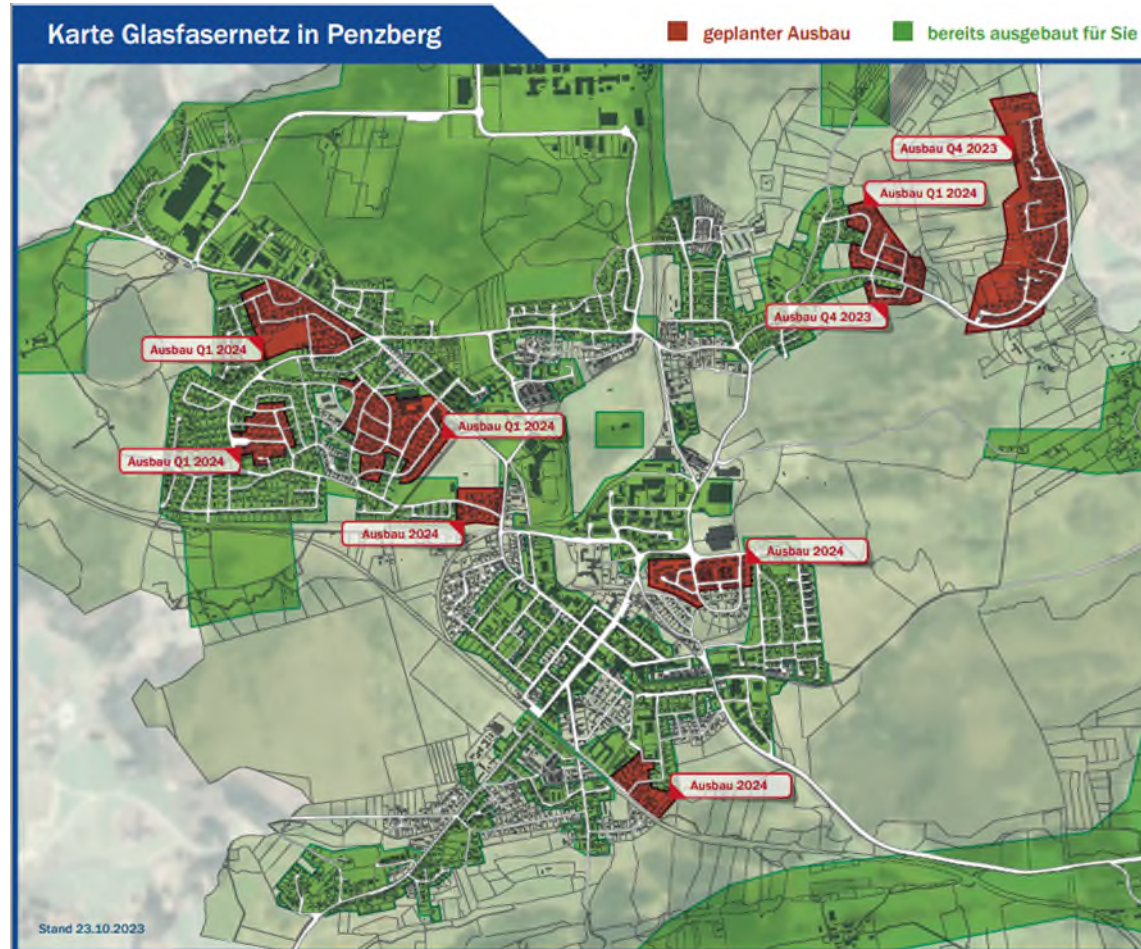 Karte Glasfasernetz in Penzberg
geplanter Ausbau
bereits ausgebaut für Sie
Ausbau Q4 2023
Ausbau Q1 2024
Ausbau Q4 2023
Ausbau Q1 2024
Ausbau Q1 2024
Ausbau Q1 2024
Ausbau 2024
Ausbau 2024
Ausbau 2024
Stand 23.10.2023